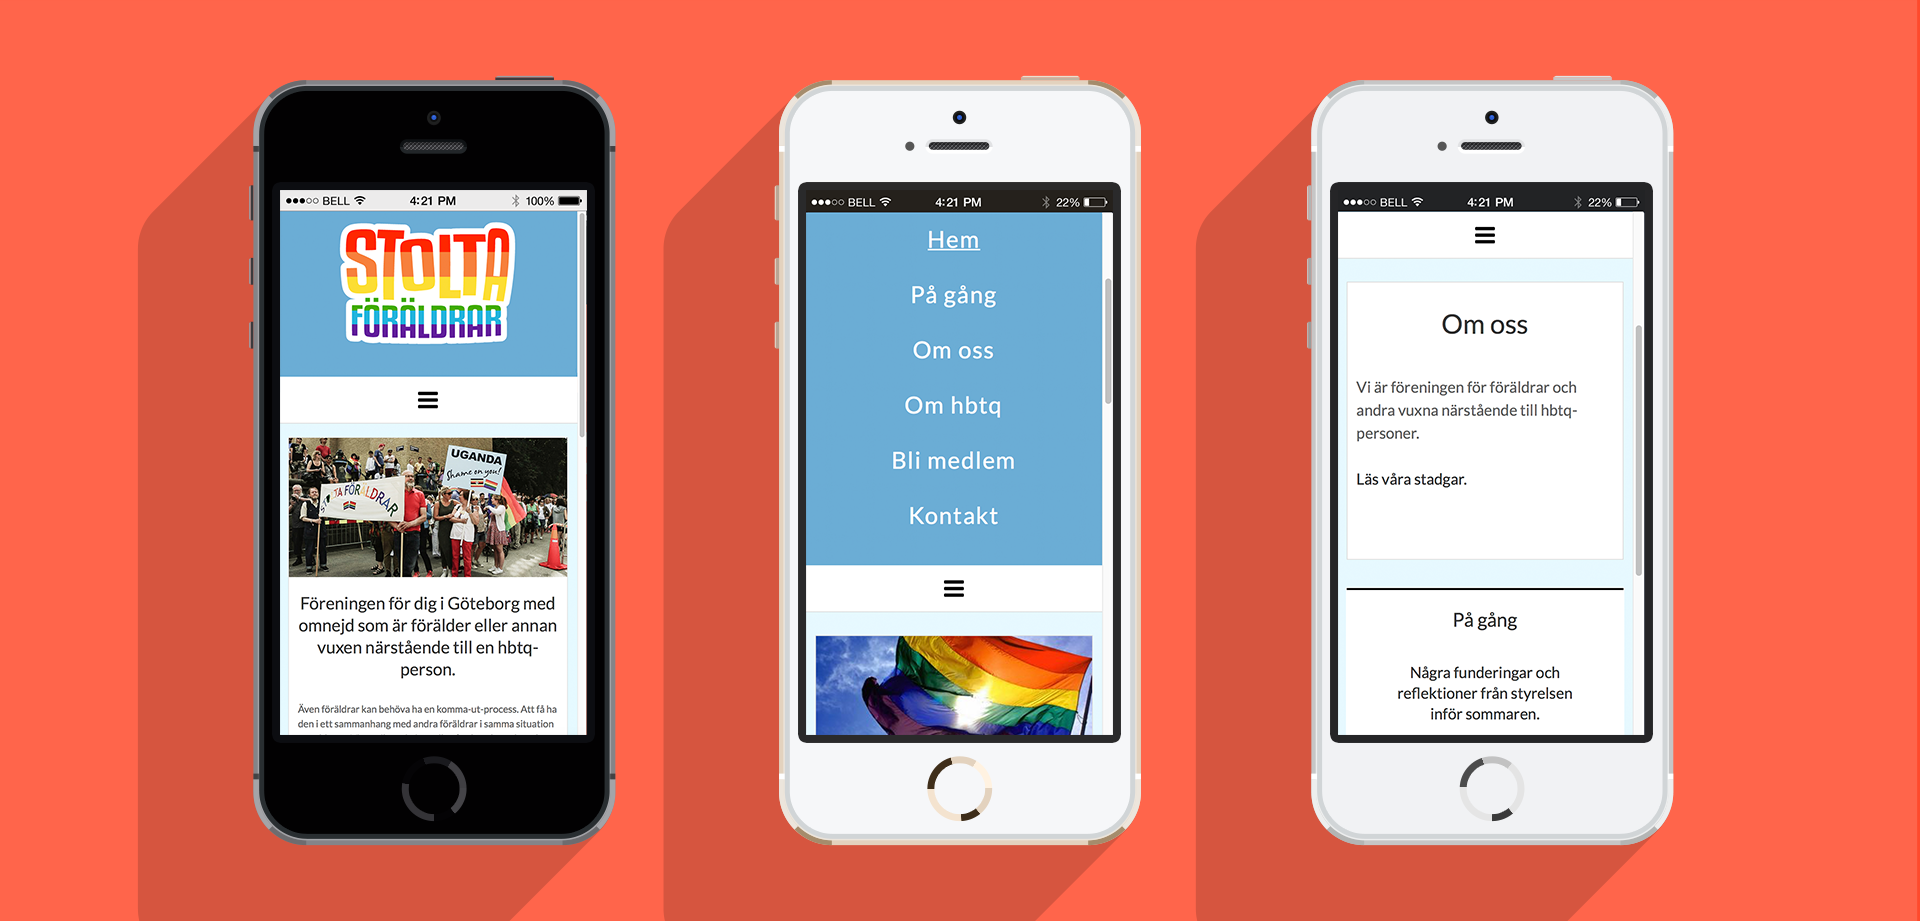 BELL 4:21 PM 100%
STOLTA
FÖRÄLDRAR
UGANDA
Shame on you!
STOLTA FÖRÄLDRAR
Föreningen för dig i Göteborg med
omnejd som är förälder eller annan
vuxen närstående till en hbtq-
person.
Även föräldrar kan behöva ha en komma-ut-process. Att få ha
den i ett sammanhang med andra föräldrar i samma situation
BELL 4:21 PM 22%
Hem
På gång
Om oss
Om hbtq
Bli medlem
Kontakt
BELL 4:21 PM 22%
Om oss
Vi är föreningen för föräldrar och
andra vuxna närstående till hbtq-
personer.
Läs våra stadgar.
På gång
Några funderingar och
reflektioner från styrelsen
inför sommaren.